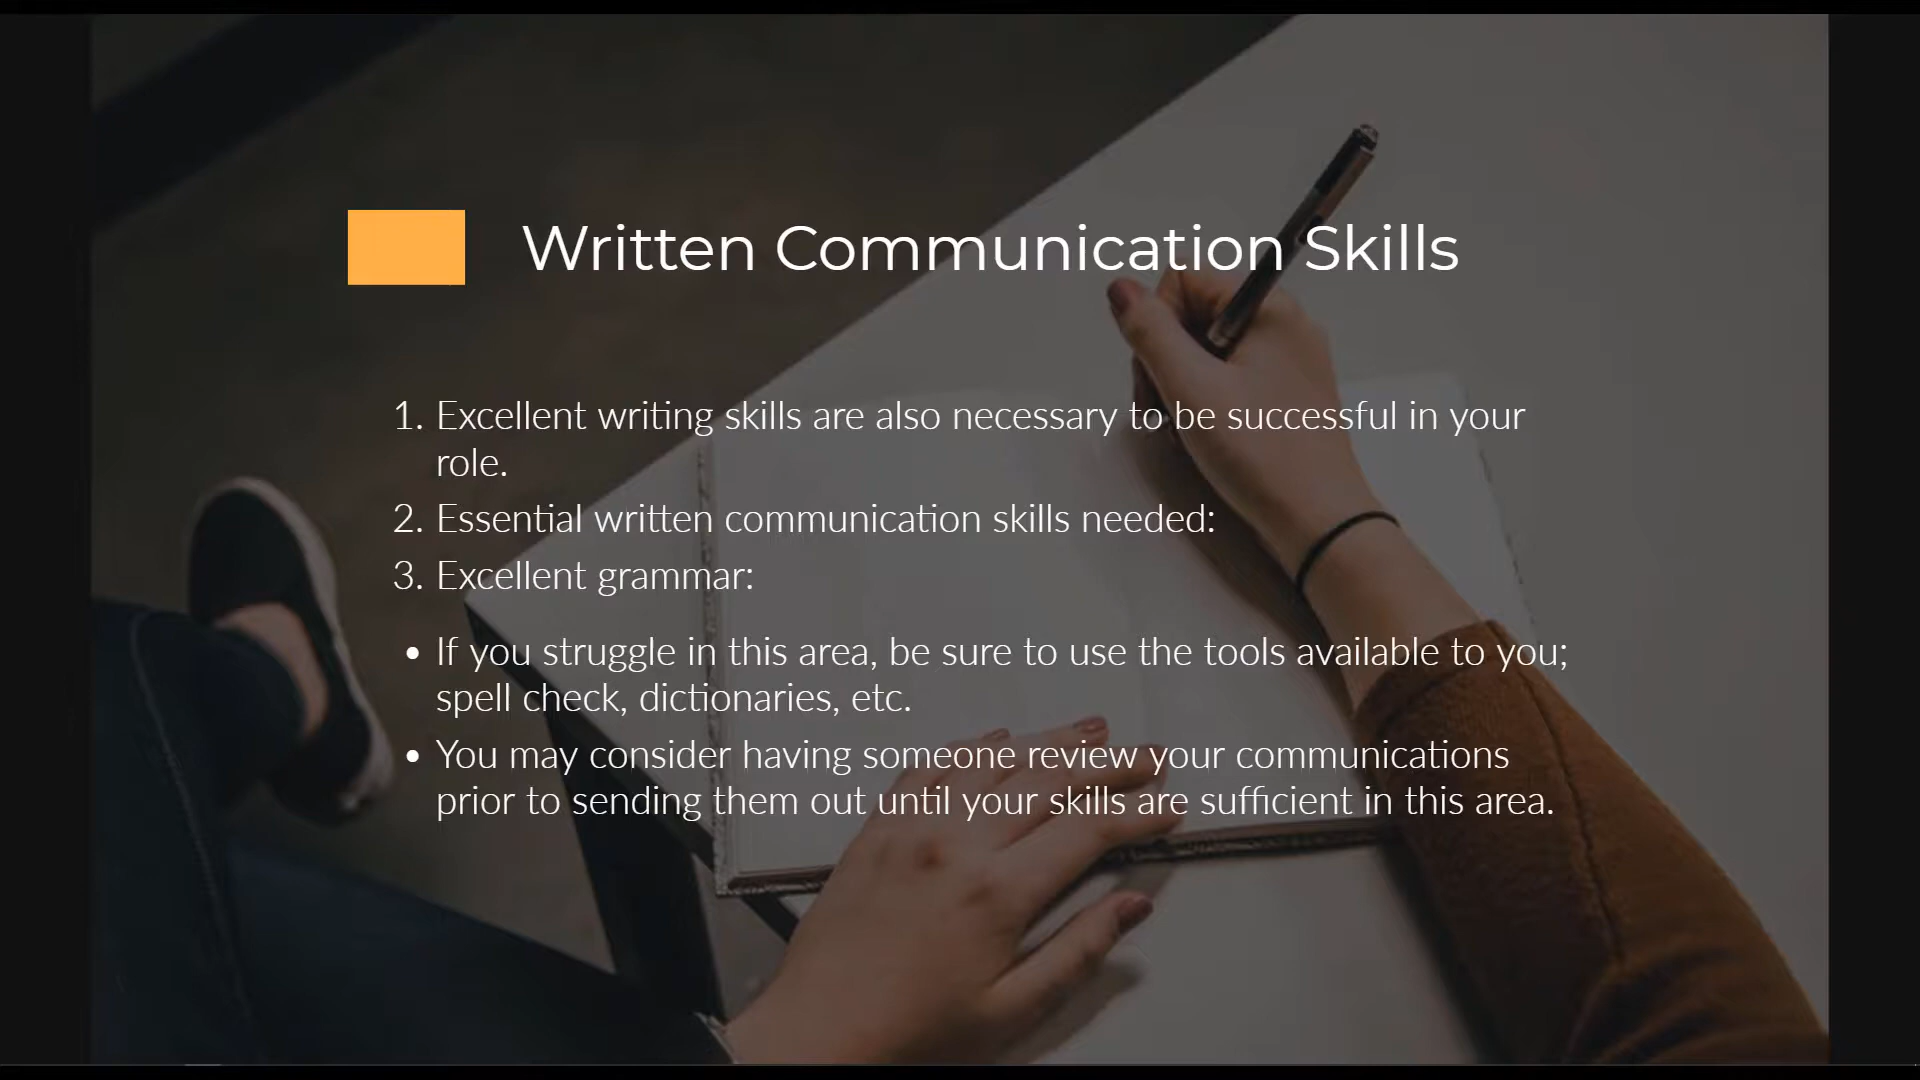 Written Communication Skills
1. Excellent writing skills are also necessary to be successful in your
role.
2. Essential written communication skills needed:
3. Excellent grammar:
• If you struggle in this area, be sure to use the tools available to you;
spell check, dictionaries, etc.
• You may consider having someone review your communications
prior to sending them out until your skills are sufficient in this area.